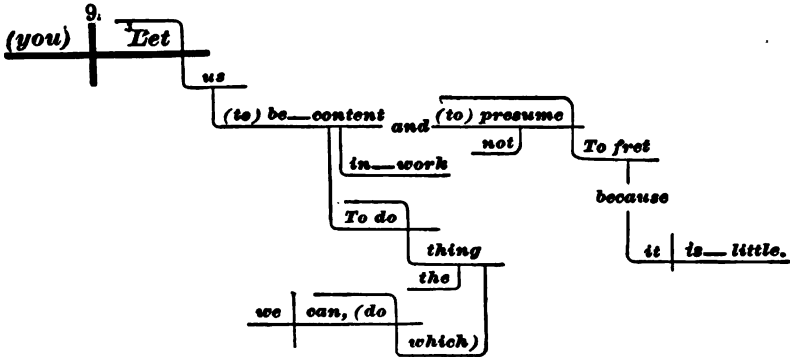 9.
(you) Let
us
(to) be content and (to) presume
not To fret
in work
because
To do
thing it is little.
the
we can, (do
which)